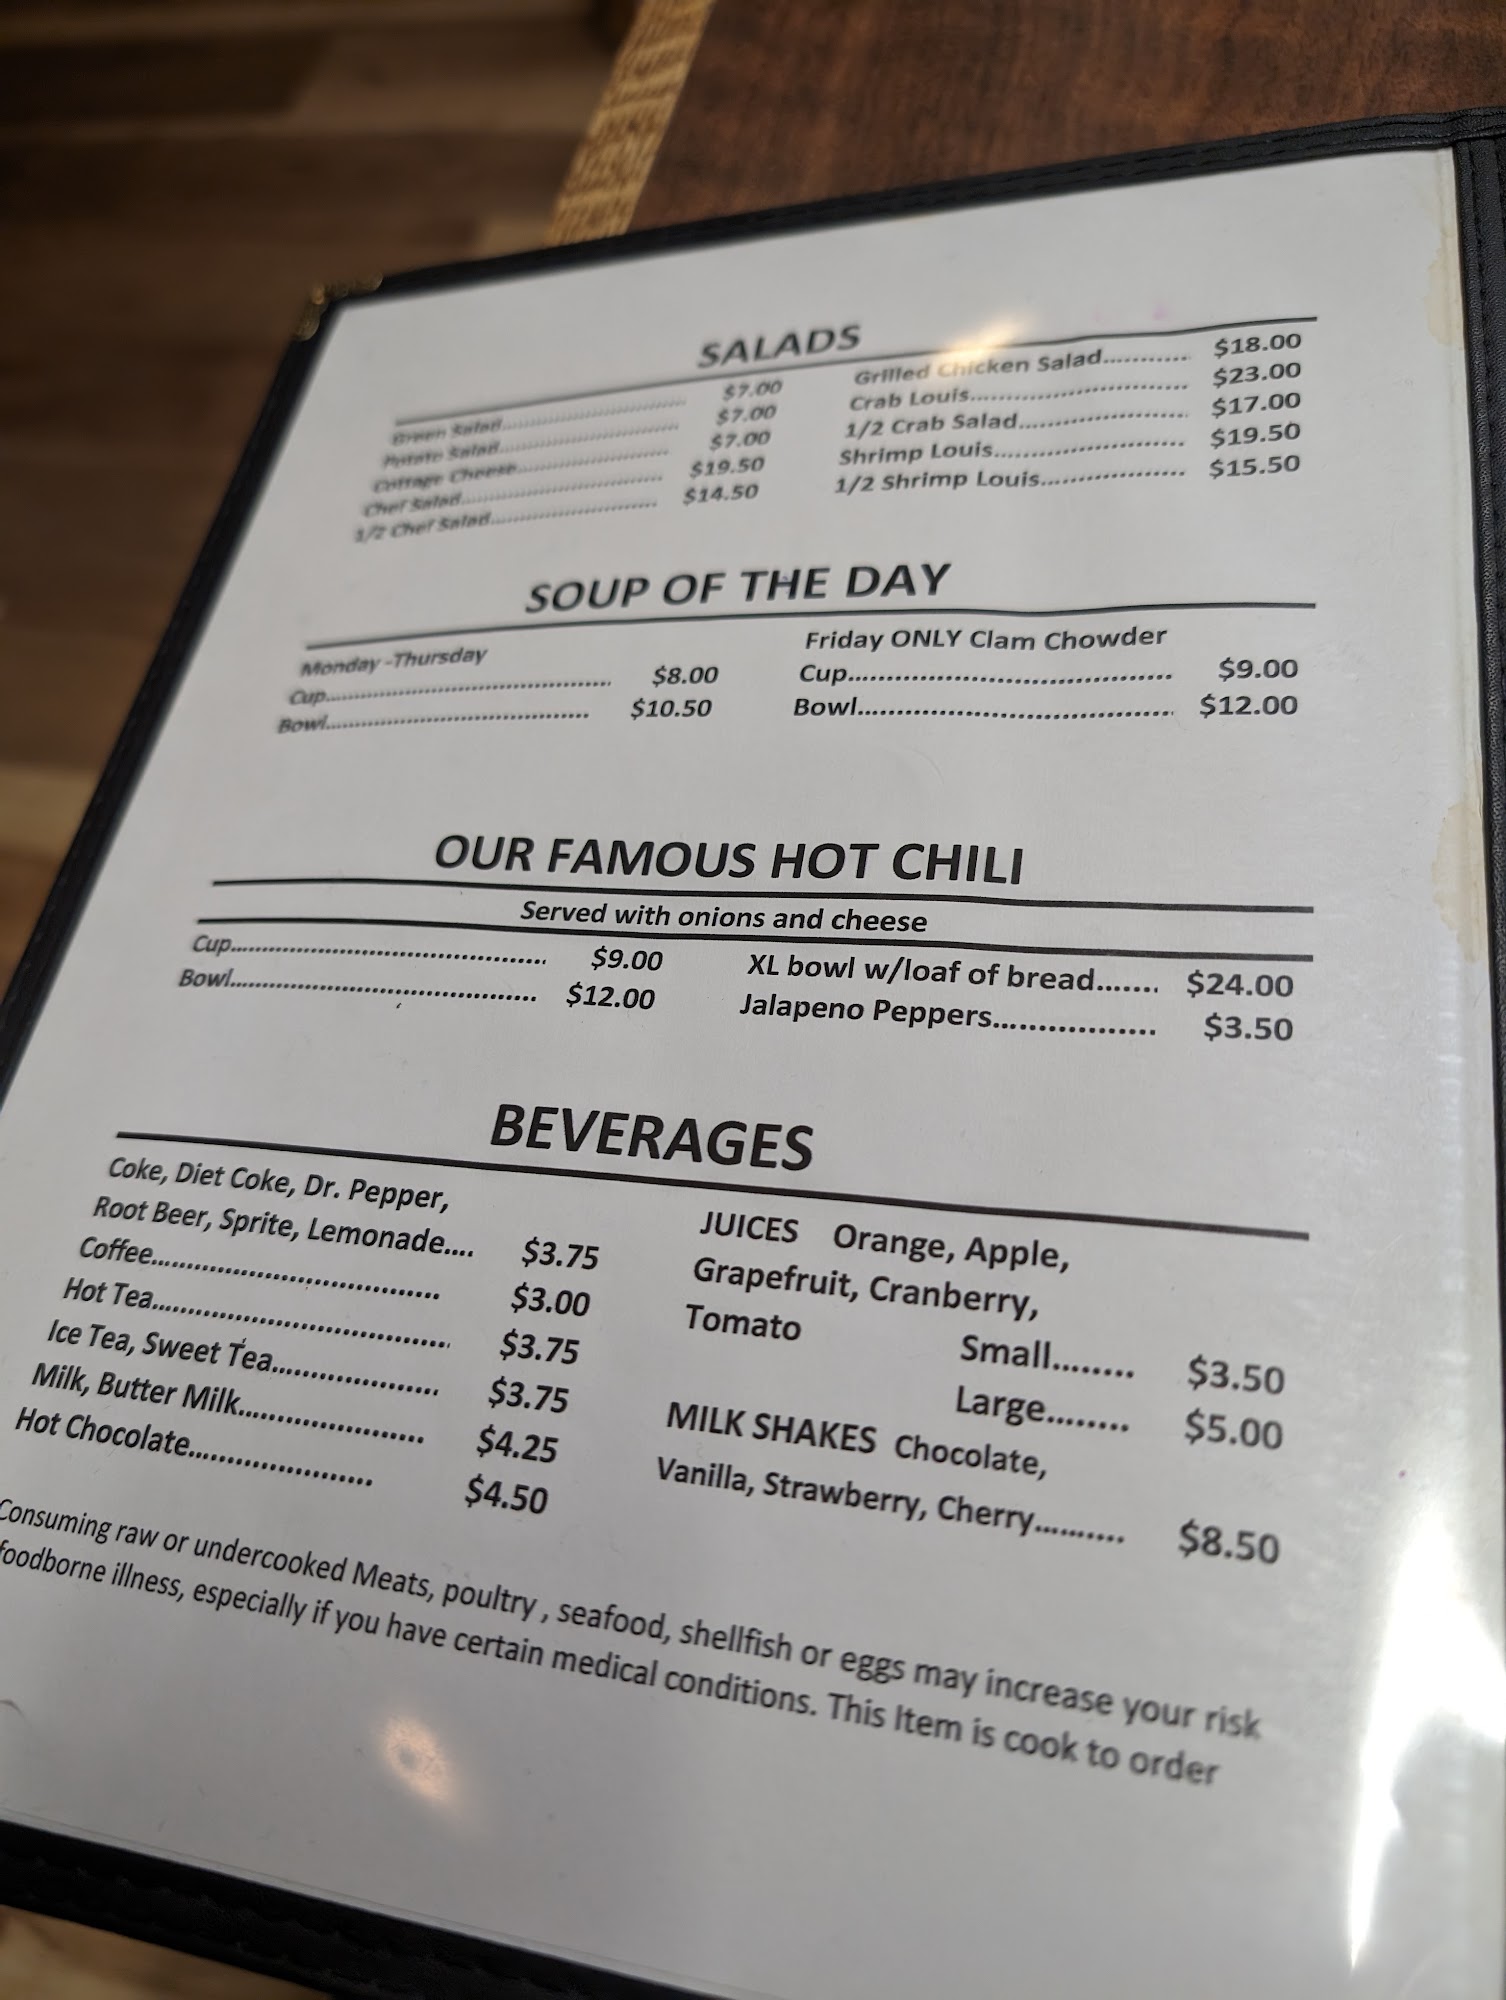 SALADS
Green Salad.......... $7.00
Potato Salad.......... $7.00
Cottage Cheese.......... $7.00
Chef Salad.......... $19.50
1/2 Chef Salad.......... $14.50
Grilled Chicken Salad.......... $18.00
Crab Louis.......... $23.00
1/2 Crab Salad.......... $17.00
Shrimp Louis.......... $19.50
1/2 Shrimp Louis.......... $15.50
SOUP OF THE DAY
Monday -Thursday
Cup.......... $8.00
Bowl.......... $10.50
Friday ONLY Clam Chowder
Cup.......... $9.00
Bowl.......... $12.00
OUR FAMOUS HOT CHILI
Served with onions and cheese
Cup.......... $9.00
Bowl.......... $12.00
XL bowl w/loaf of bread....... $24.00
Jalapeno Peppers.......... $3.50
BEVERAGES
Coke, Diet Coke, Dr. Pepper,
Root Beer, Sprite, Lemonade.... $3.75
Coffee.......... $3.00
Hot Tea.......... $3.75
Ice Tea, Sweet Tea.......... $3.75
Milk, Butter Milk.......... $4.25
Hot Chocolate.......... $4.50
JUICES Orange, Apple,
Grapefruit, Cranberry,
Tomato
Small........ $3.50
Large........ $5.00
MILK SHAKES Chocolate,
Vanilla, Strawberry, Cherry.......... $8.50
Consuming raw or undercooked Meats, poultry , seafood, shellfish or eggs may increase your risk
foodborne illness, especially if you have certain medical conditions. This Item is cook to order